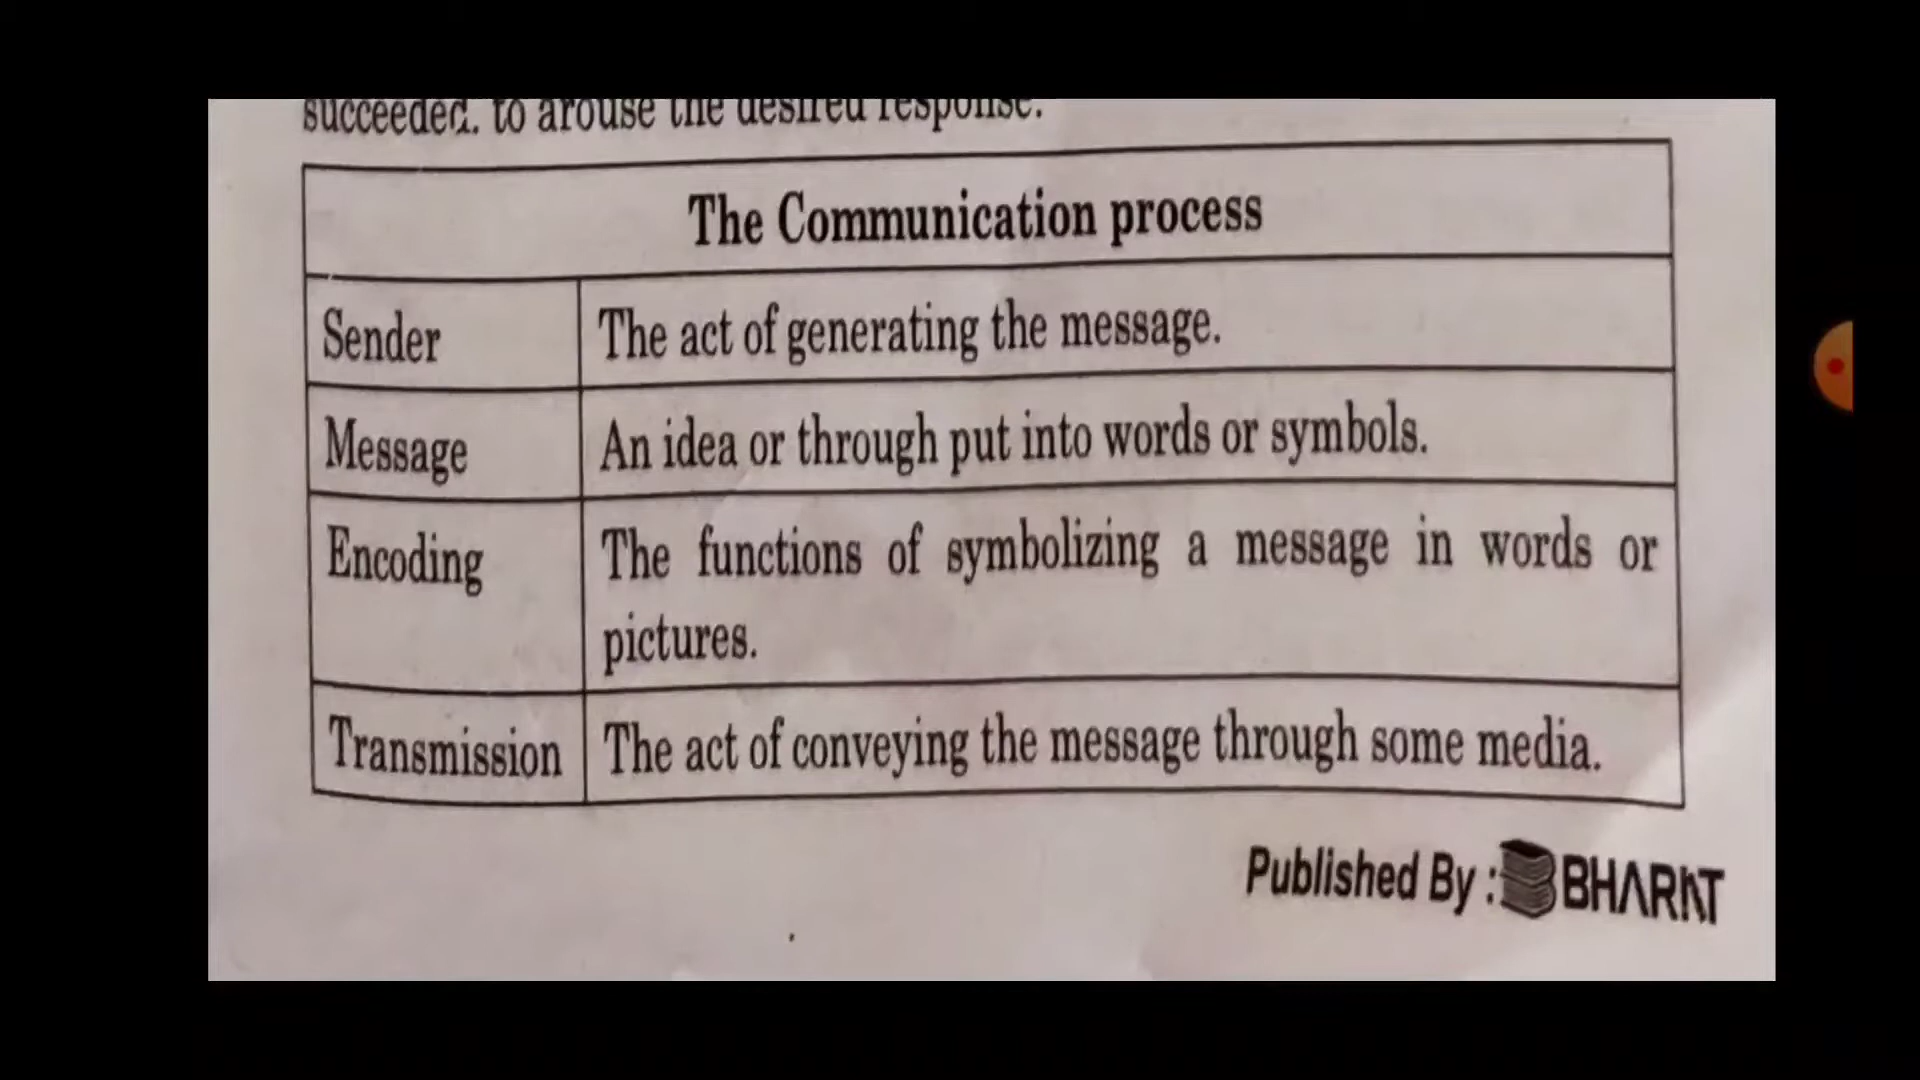 succeeded. to arouse the desired response.
The Communication process
Sender The act of generating the message.
Message An idea or through put into words or symbols.
Encoding The functions of symbolizing a message in words or
pictures.
Transmission The act of conveying the message through some media.
Published By : BHARAT